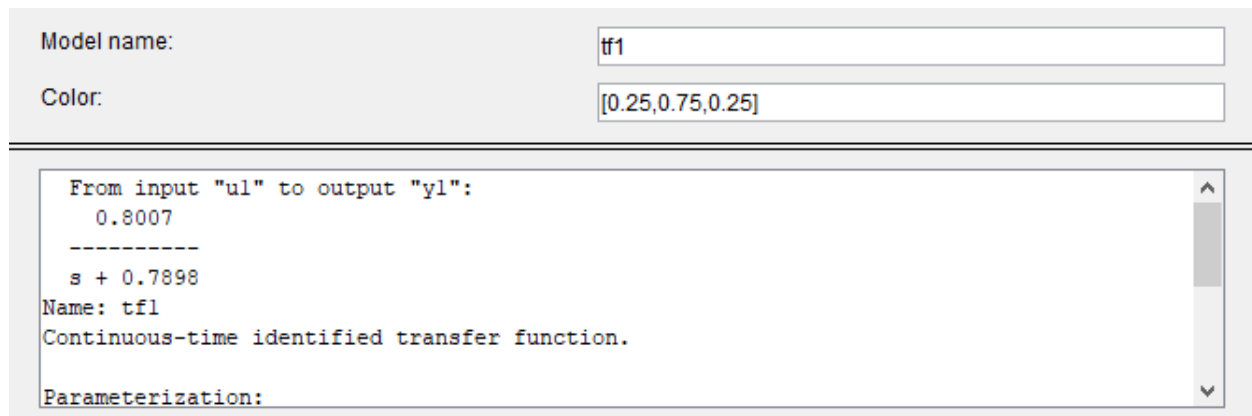 Model name:
tf1
Color:
[0.25,0.75,0.25]
From input "u1" to output "y1":
0.8007
----------
s + 0.7898
Name: tf1
Continuous-time identified transfer function.
Parameterization: